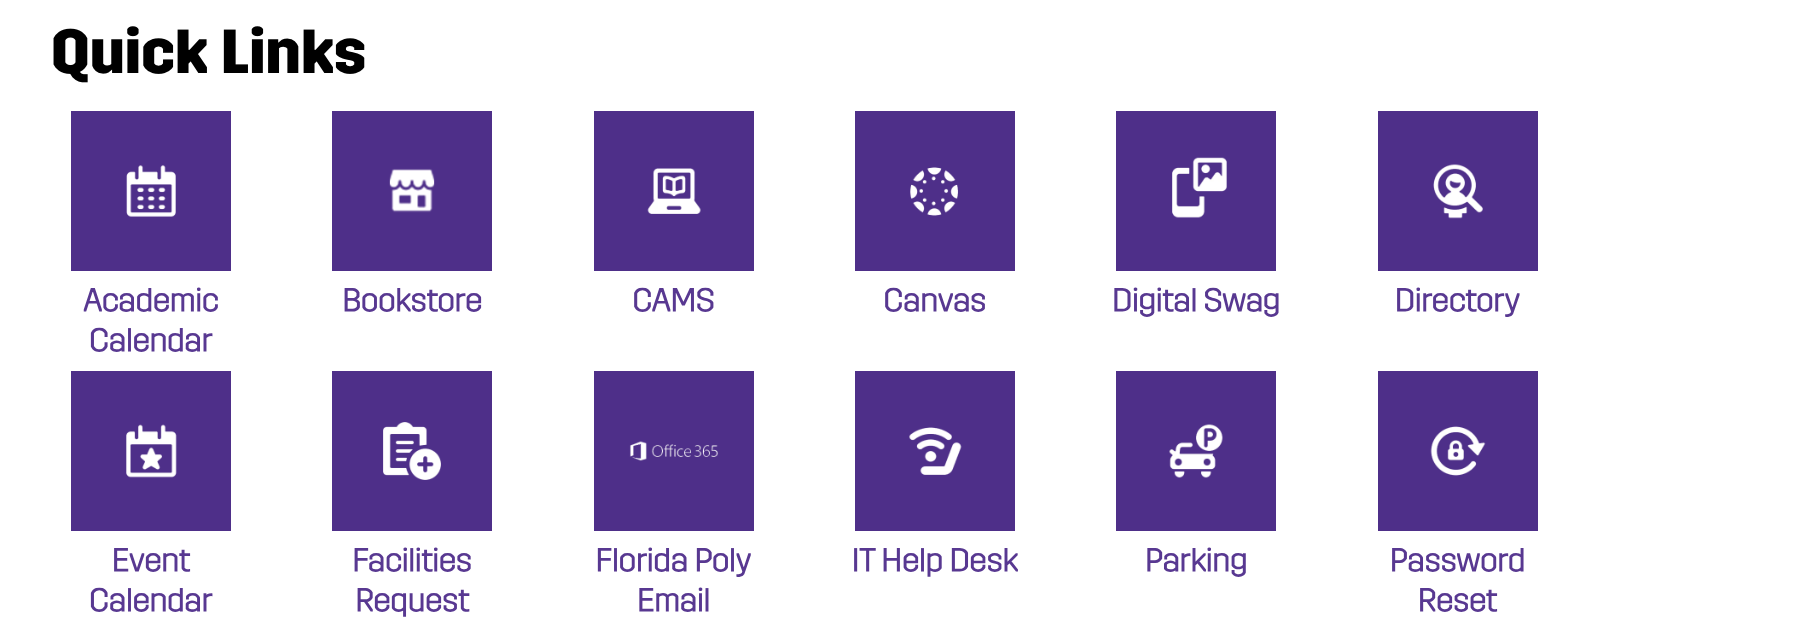 Quick Links
Academic
Calendar
Bookstore
CAMS
Canvas
Digital Swag
Directory
P
Office 365
Event
Calendar
Facilities
Request
Florida Poly
Email
IT Help Desk
Parking
Password
Reset